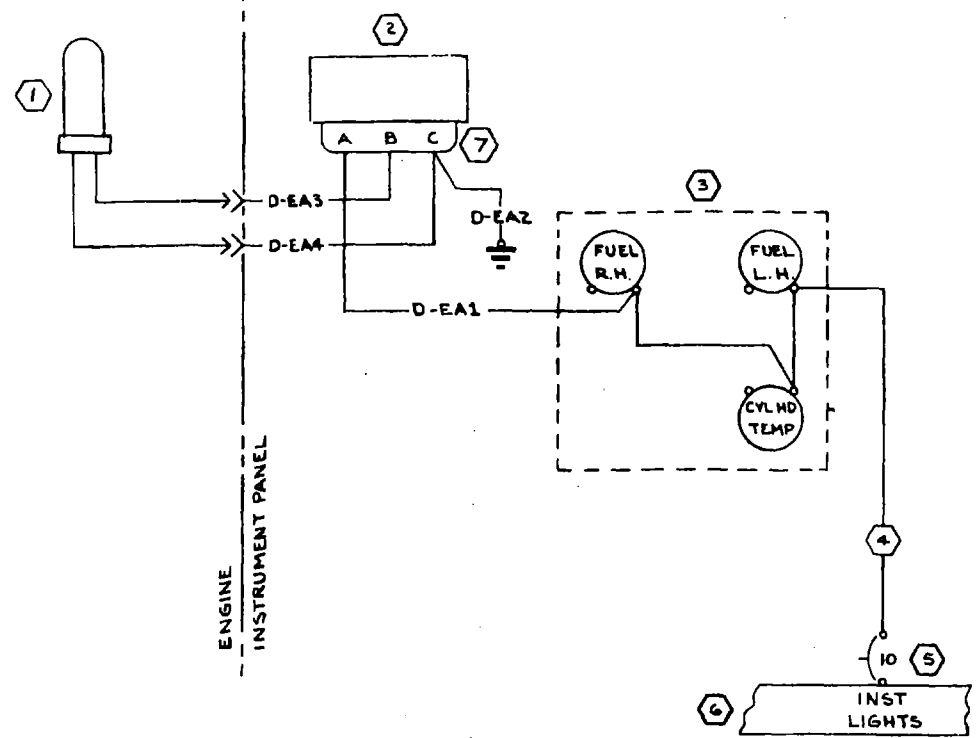 2
1
A B C
7
D-EA3
3
D-EA2
D-EA4
FUEL
R.H.
FUEL
L.H.
D-EA1
CYL HD
TEMP
ENGINE
INSTRUMENT PANEL
4
10
5
6
INST
LIGHTS